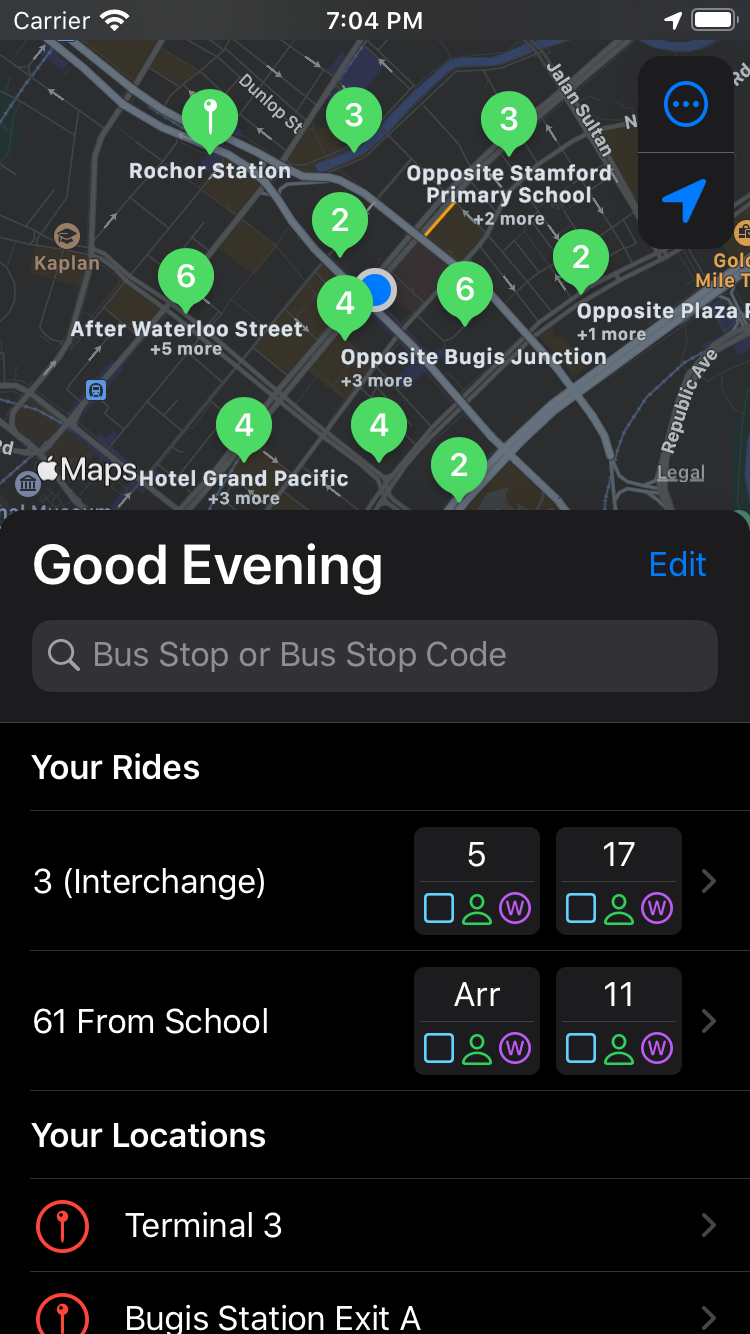 Carrier 7:04 PM
Dunlop St
Jalan Sultan
Rd
3
3
N
Rochor Station
Opposite Stamford
Primary School
+2 more
2
Kaplan
6
2
Gold
Mile T
4
6
After Waterloo Street
+5 more
Opposite Plaza P
+1 more
Opposite Bugis Junction
+3 more
Republic Ave
4
4
2
Rd
Maps
Hotel Grand Pacific
+3 more
Legal
Good Evening
Edit
Bus Stop or Bus Stop Code
Your Rides
3 (Interchange)
5
W
17
W
61 From School
Arr
W
11
W
Your Locations
Terminal 3
Bugis Station Exit A